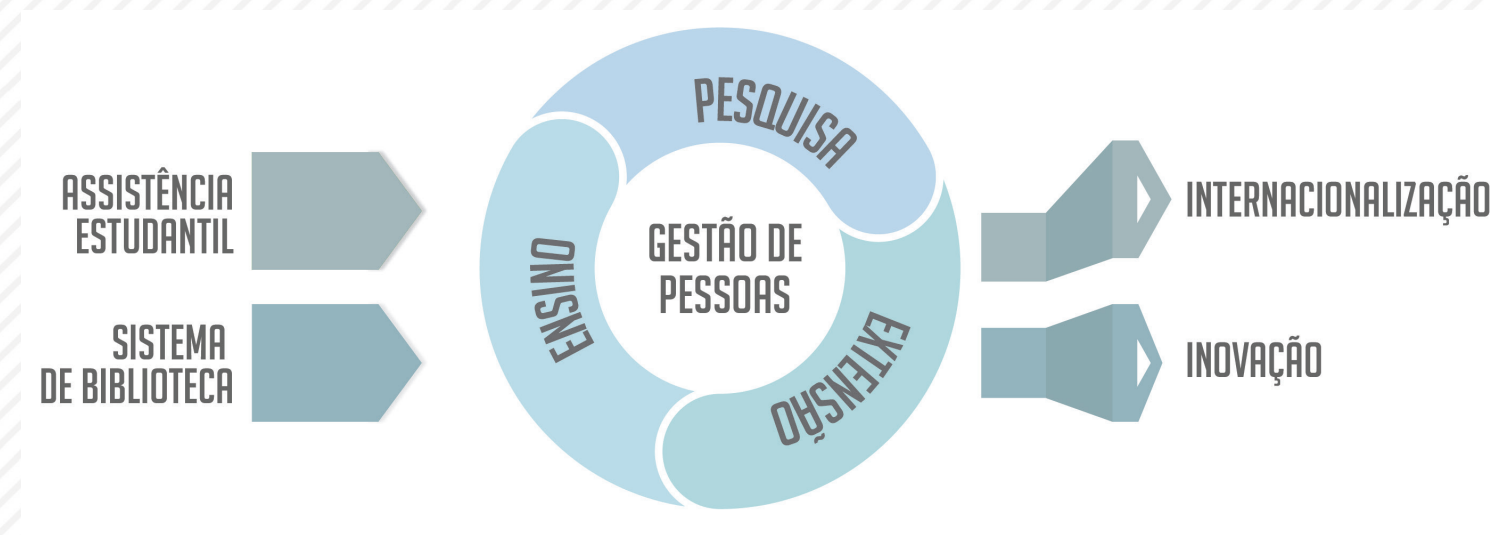 ASSISTÊNCIA
ESTUDANTIL
SISTEMA
DE BIBLIOTECA
PESQUISA
ENSINO
EXTENSÃO
GESTÃO DE
PESSOAS
INTERNACIONALIZAÇÃO
INOVAÇÃO